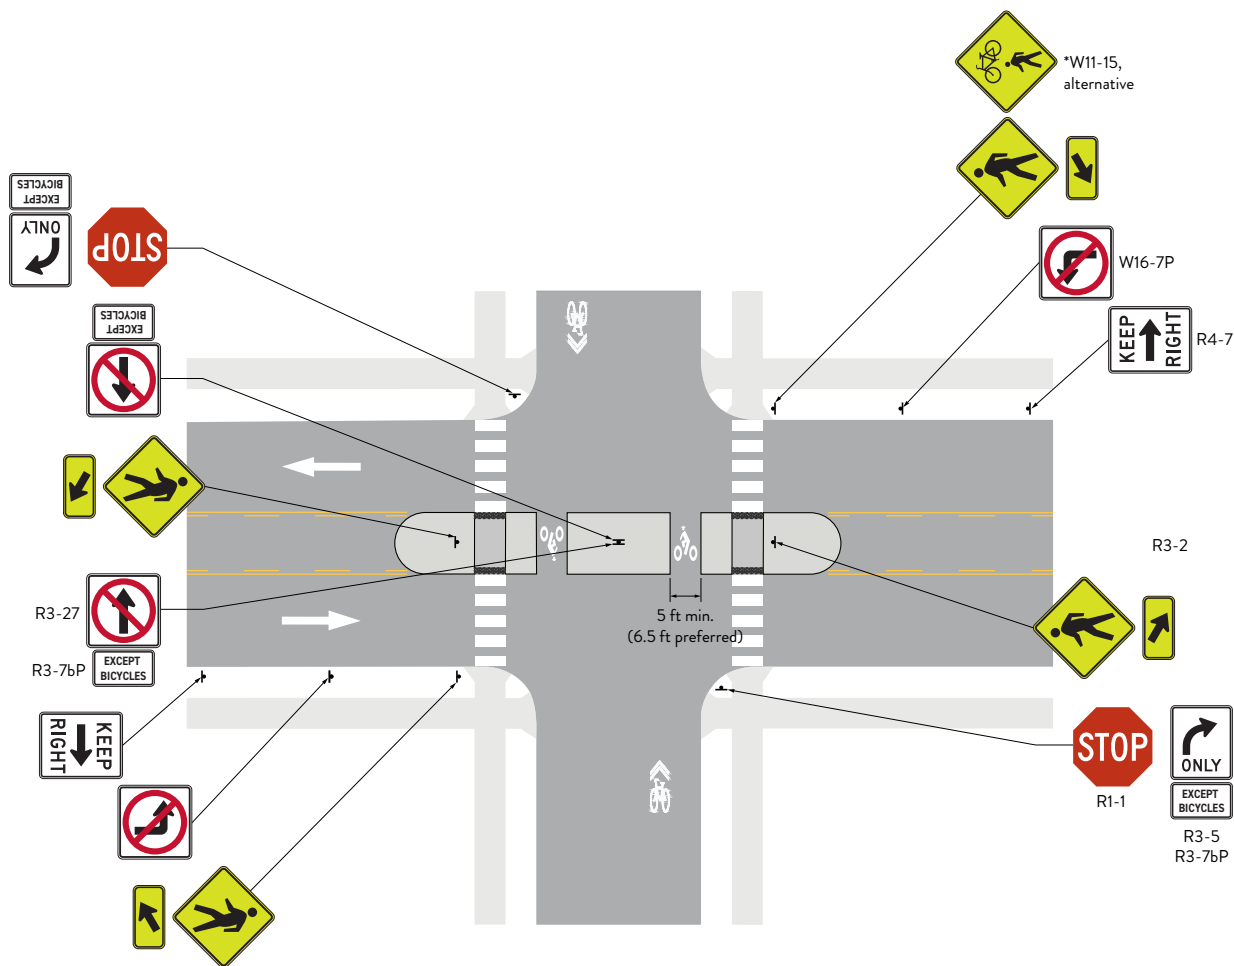 *W11-15,
alternative
W16-7P
KEEP
RIGHT
R4-7
EXCEPT
BICYCLES
ONLY
STOP
EXCEPT
BICYCLES
R3-2
5 ft min.
(6.5 ft preferred)
R3-27
R3-7bP
EXCEPT
BICYCLES
KEEP
RIGHT
STOP
R1-1
ONLY
EXCEPT
BICYCLES
R3-5
R3-7bP